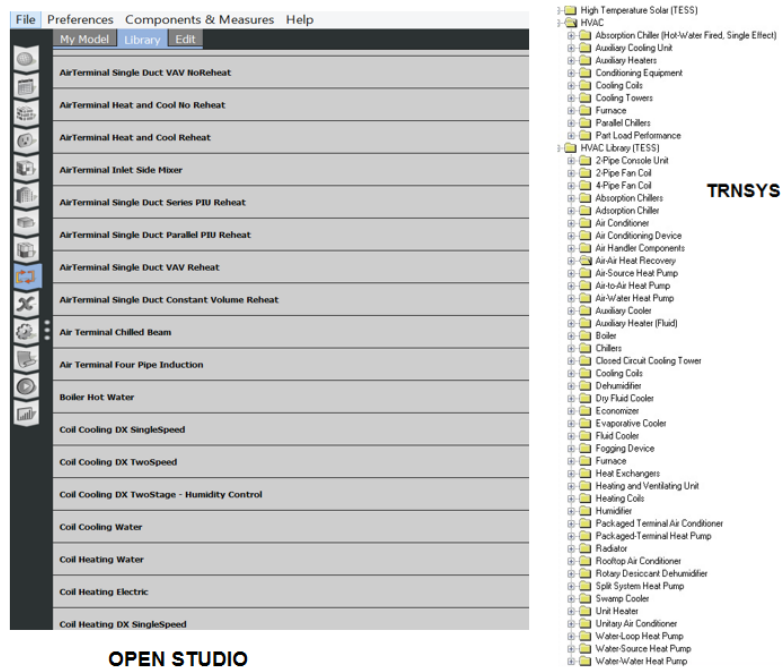 File Preferences Components & Measures Help
My Model Library Edit
AirTerminal Single Duct VAV NoReheat
AirTerminal Heat and Cool No Reheat
AirTerminal Heat and Cool Reheat
AirTerminal Inlet Side Mixer
AirTerminal Single Duct Series PIU Reheat
AirTerminal Single Duct Parallel PIU Reheat
AirTerminal Single Duct VAV Reheat
AirTerminal Single Duct Constant Volume Reheat
Air Terminal Chilled Beam
Air Terminal Four Pipe Induction
Boiler Hot Water
Coil Cooling DX SingleSpeed
Coil Cooling DX TwoSpeed
Coil Cooling DX TwoStage - Humidity Control
Coil Cooling Water
Coil Heating Water
Coil Heating Electric
Coil Heating DX SingleSpeed
OPEN STUDIO
High Temperature Solar (TESS)
HVAC
Absorption Chiller (Hot-Water Fired, Single Effect)
Auxiliary Cooling Unit
Auxiliary Heaters
Conditioning Equipment
Cooling Coils
Cooling Towers
Furnace
Parallel Chillers
Part Load Performance
HVAC Library (TESS)
2-Pipe Console Unit
2-Pipe Fan Coil
4-Pipe Fan Coil
Absorption Chillers
Adsorption Chiller
Air Conditioner
Air Conditioning Device
Air Handler Components
Air-Air Heat Recovery
Air-Source Heat Pump
Air-to-Air Heat Pump
Air-Water Heat Pump
Auxiliary Cooler
Auxiliary Heater (Fluid)
Boiler
Chillers
Closed Circuit Cooling Tower
Cooling Coils
Dehumidifier
Dry Fluid Cooler
Economizer
Evaporative Cooler
Fluid Cooler
Fogging Device
Furnace
Heat Exchangers
Heating and Ventilating Unit
Heating Coils
Humidifier
Packaged Terminal Air Conditioner
Packaged-Terminal Heat Pump
Radiator
Rooftop Air Conditioner
Rotary Desiccant Dehumidifier
Split System Heat Pump
Swamp Cooler
Unit Heater
Unitary Air Conditioner
Water-Loop Heat Pump
Water-Source Heat Pump
Water-Water Heat Pump
TRNSYS